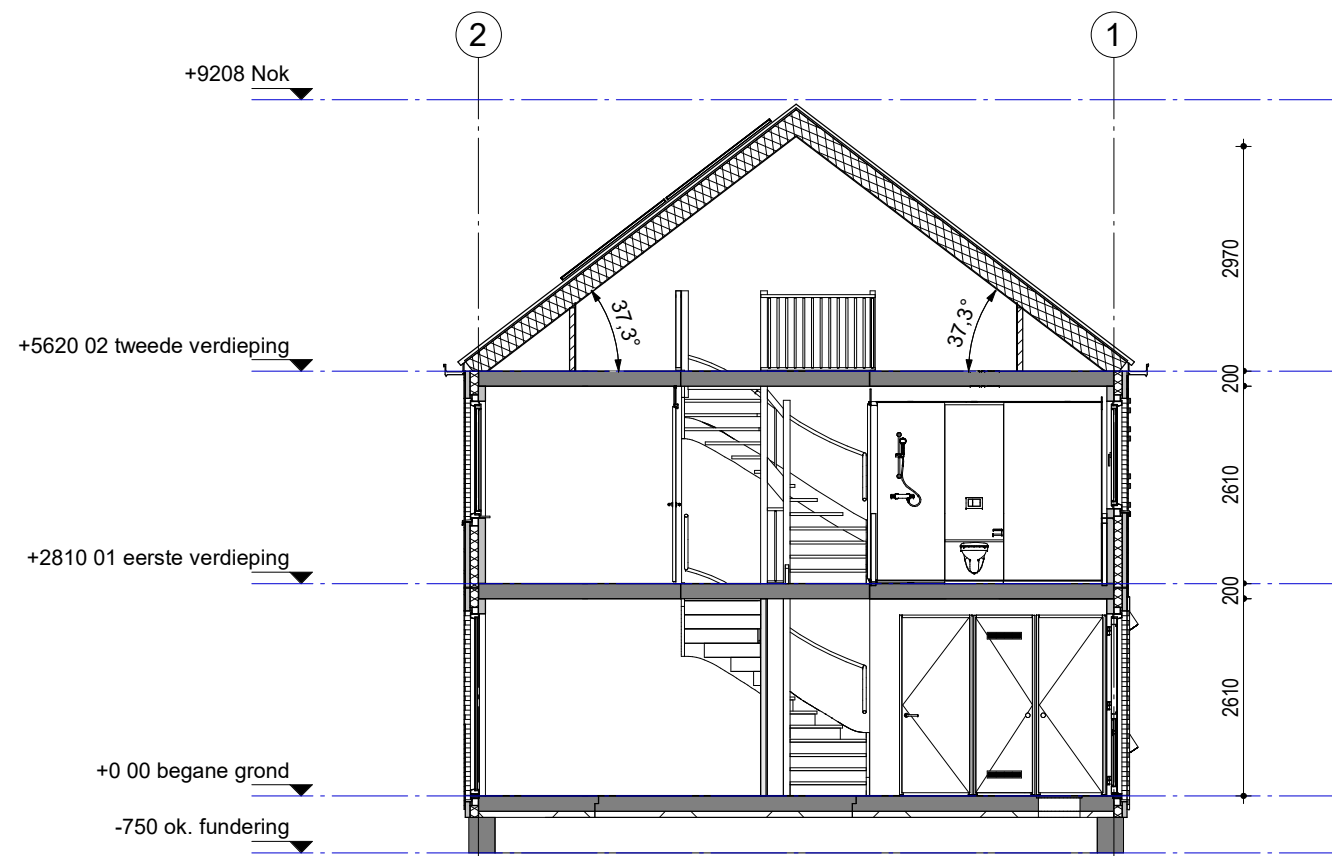 2
1
+9208 Nok
2970
37,3°
37,3°
+5620 02 tweede verdieping
200
2610
+2810 01 eerste verdieping
200
2610
+0 00 begane grond
-750 ok. fundering